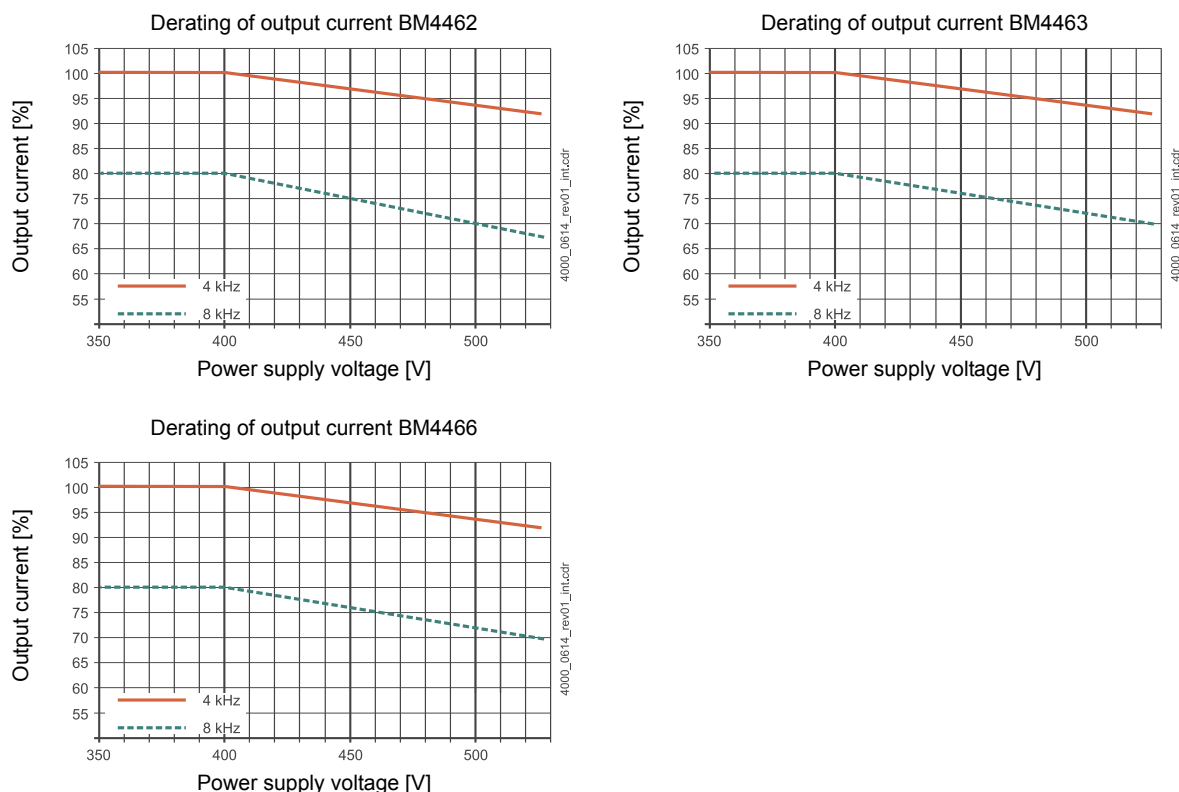 Derating of output current BM4462
105
100
95
90
85
80
75
70
65
60
55
Output current [%]
4 kHz
8 kHz
350 400 450 500
Power supply voltage [V]
4000_0614_rev01_int.cdr
Derating of output current BM4463
105
100
95
90
85
80
75
70
65
60
55
Output current [%]
4 kHz
8 kHz
350 400 450 500
Power supply voltage [V]
4000_0614_rev01_int.cdr
Derating of output current BM4466
105
100
95
90
85
80
75
70
65
60
55
Output current [%]
4 kHz
8 kHz
350 400 450 500
Power supply voltage [V]
4000_0614_rev01_int.cdr